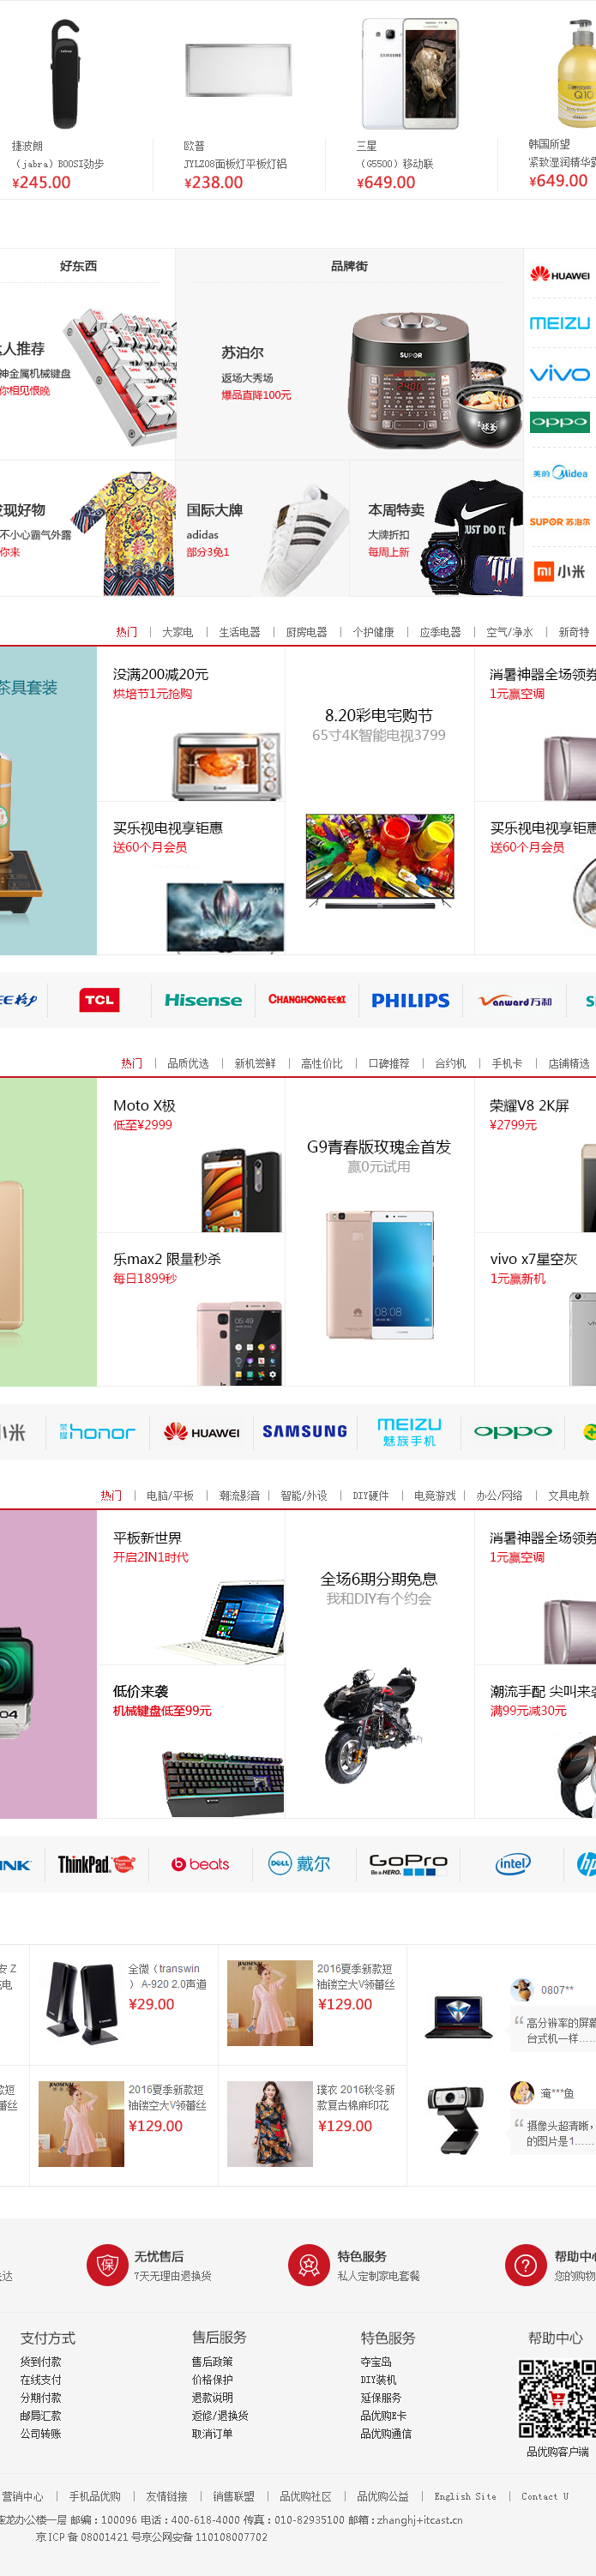 捷波朗
（jabra）BOOSI劲步
¥245.00
欧普
JYLZ08面板灯平板灯铝
¥238.00
三星
（G5500）移动联
¥649.00
韩国所望
紧致湿润精华露
¥649.00
好东西
品牌街
人推荐
神金属机械键盘
你相见恨晚
苏泊尔
返场大秀场
爆品直降100元
SUPOR
HUAWEI
MEIZU
vivo
OPPO
美的 Midea
SUPOR 苏泊尔
小米
发现好物
不小心霸气外露
你来
国际大牌
adidas
部分3免1
本周特卖
大牌折扣
每周上新
JUST DO IT.
热门
大家电
生活电器
厨房电器
个护健康
应季电器
空气/净水
新奇特
茶具套装
没满200减20元
烘培节1元抢购
8.20彩电宅购节
65寸4K智能电视3799
消暑神器全场领券
1元赢空调
买乐视电视享钜惠
送60个月会员
40"
买乐视电视享钜惠
送60个月会员
TCL
Hisense
CHANGHONG长虹
PHILIPS
Vanward万和
热门
品质优选
新机尝鲜
高性价比
口碑推荐
合约机
手机卡
店铺精选
Moto X极
低至¥2999
G9青春版玫瑰金首发
赢0元试用
荣耀V8 2K屏
¥2799元
08:08
乐max2 限量秒杀
每日1899秒
05:49
vivo x7星空灰
1元赢新机
小米
荣耀 honor
HUAWEI
SAMSUNG
MEIZU
魅族手机
OPPO
热门
电脑/平板
潮流影音
智能/外设
DIY硬件
电竞游戏
办公/网络
文具电教
平板新世界
开启2IN1时代
全场6期分期免息
我和DIY有个约会
消暑神器全场领券
1元赢空调
低价来袭
机械键盘低至99元
潮流手配 尖叫来袭
满99元减30元
ThinkPad
beats
DELL 戴尔
GoPro
Be a HERO.
intel
hp
安 Z
充电
全微（transwin
） A-920 2.0声道
¥29.00
2016夏季新款短
袖镂空大V领蕾丝
¥129.00
0807**
高分辨率的屏幕
台式机一样……
款短
蕾丝
2016夏季新款短
袖镂空大V领蕾丝
¥129.00
璞衣 2016秋冬新
款复古棉麻印花
¥129.00
淹***鱼
摄像头超清晰，
的图片是1……
达
保
无忧售后
7天无理由退换货
特色服务
私人定制家电套餐
帮助中心
您的购物
支付方式
货到付款
在线支付
分期付款
邮局汇款
公司转账
售后服务
售后政策
价格保护
退款说明
返修/退换货
取消订单
特色服务
夺宝岛
DIY装机
延保服务
品优购E卡
品优购通信
帮助中心
品优购客户端
营销中心
手机品优购
友情链接
销售联盟
品优购社区
品优购公益
English Site
Contact U
龙办公楼一层 邮编：100096 电话：400-618-4000 传真：010-82935100 邮箱：zhanghj+itcast.cn
京ICP备08001421号京公网安备110108007702